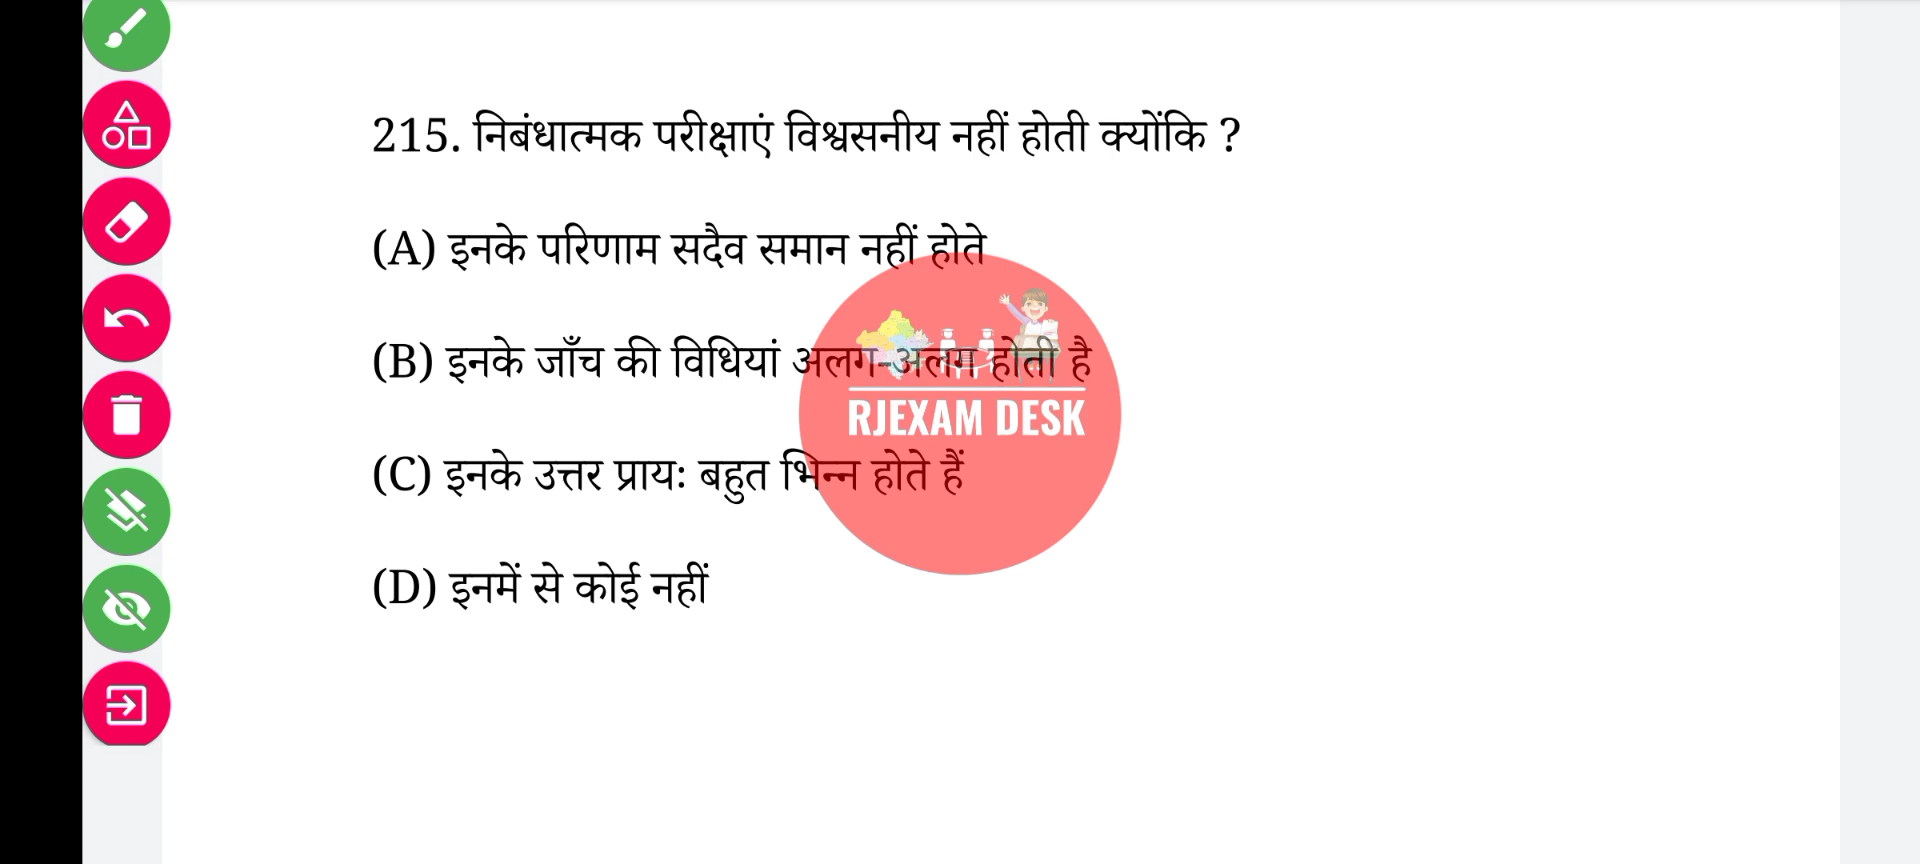 215. निबंधात्मक परीक्षाएं विश्वसनीय नहीं होती क्योंकि ?
(A) इनके परिणाम सदैव समान नहीं होते
(B) इनके जाँच की विधियां अलग-अलग होती है
RJEXAM DESK
(C) इनके उत्तर प्रायः बहुत भिन्न होते हैं
(D) इनमें से कोई नहीं